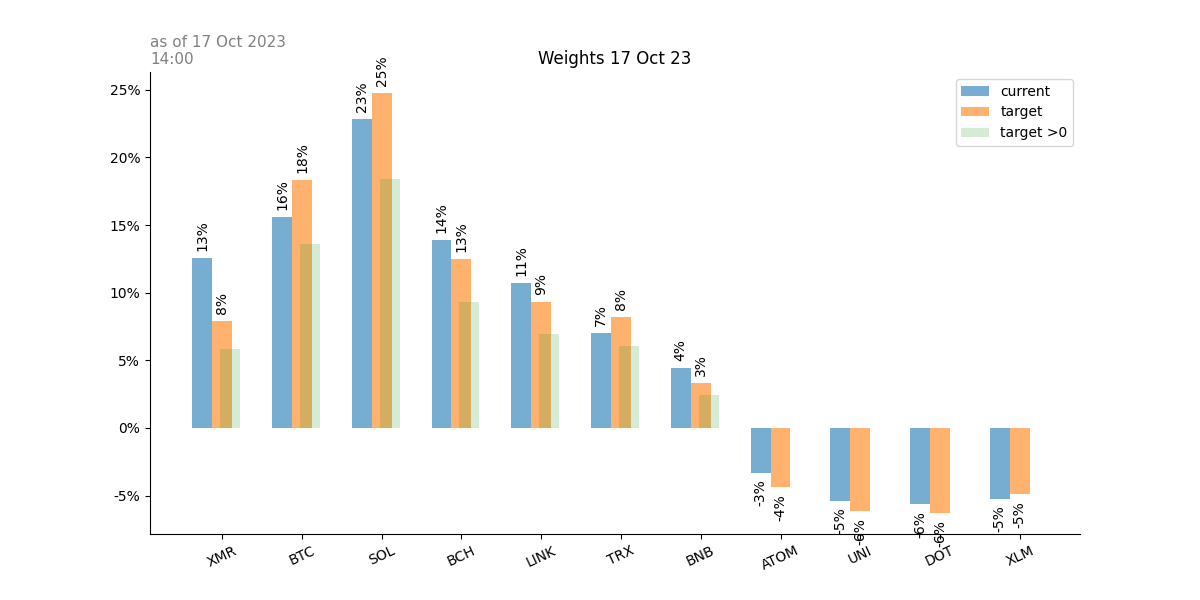 as of 17 Oct 2023
14:00
Weights 17 Oct 23
current
target
target >0
25%
20%
15%
10%
5%
0%
-5%
13%
8%
16%
18%
23%
25%
14%
13%
11%
9%
7%
8%
4%
3%
-3%
-4%
-5%
-6%
-6%
-6%
-5%
-5%
XMR
BTC
SOL
BCH
LINK
TRX
BNB
ATOM
UNI
DOT
XLM